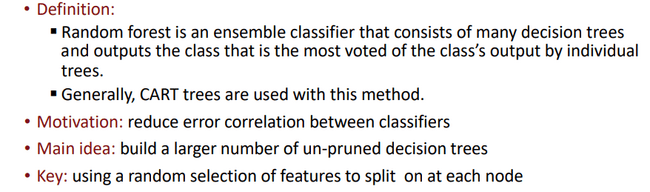 • Definition:
▪ Random forest is an ensemble classifier that consists of many decision trees
and outputs the class that is the most voted of the class’s output by individual
trees.
▪ Generally, CART trees are used with this method.
• Motivation: reduce error correlation between classifiers
• Main idea: build a larger number of un-pruned decision trees
• Key: using a random selection of features to split on at each node